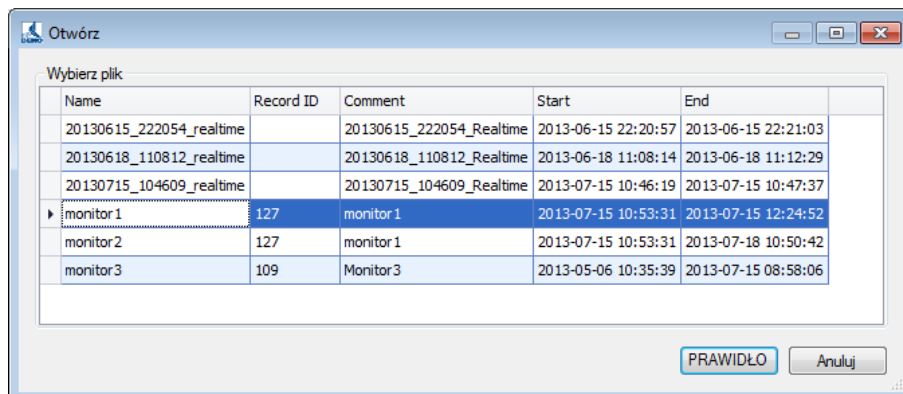 Otwórz
Wybierz plik
Name Record ID Comment Start End
20130615_222054_realtime 20130615_222054_Realtime 2013-06-15 22:20:57 2013-06-15 22:21:03
20130618_110812_realtime 20130618_110812_Realtime 2013-06-18 11:08:14 2013-06-18 11:12:29
20130715_104609_realtime 20130715_104609_Realtime 2013-07-15 10:46:19 2013-07-15 10:47:37
monitor1 127 monitor1 2013-07-15 10:53:31 2013-07-15 12:24:52
monitor2 127 monitor1 2013-07-15 10:53:31 2013-07-18 10:50:42
monitor3 109 Monitor3 2013-05-06 10:35:39 2013-07-15 08:58:06
PRAWIDŁO Anuluj